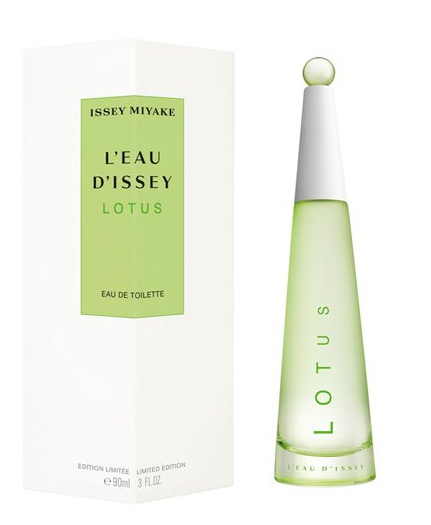 ISSEY MIYAKE
L'EAU
D'ISSEY
LOTUS
EAU DE TOILETTE
EDITION LIMITÉE LIMITED EDITION
℮90ml 3 FL.OZ.
LOTUS
L'EAU D'ISSEY